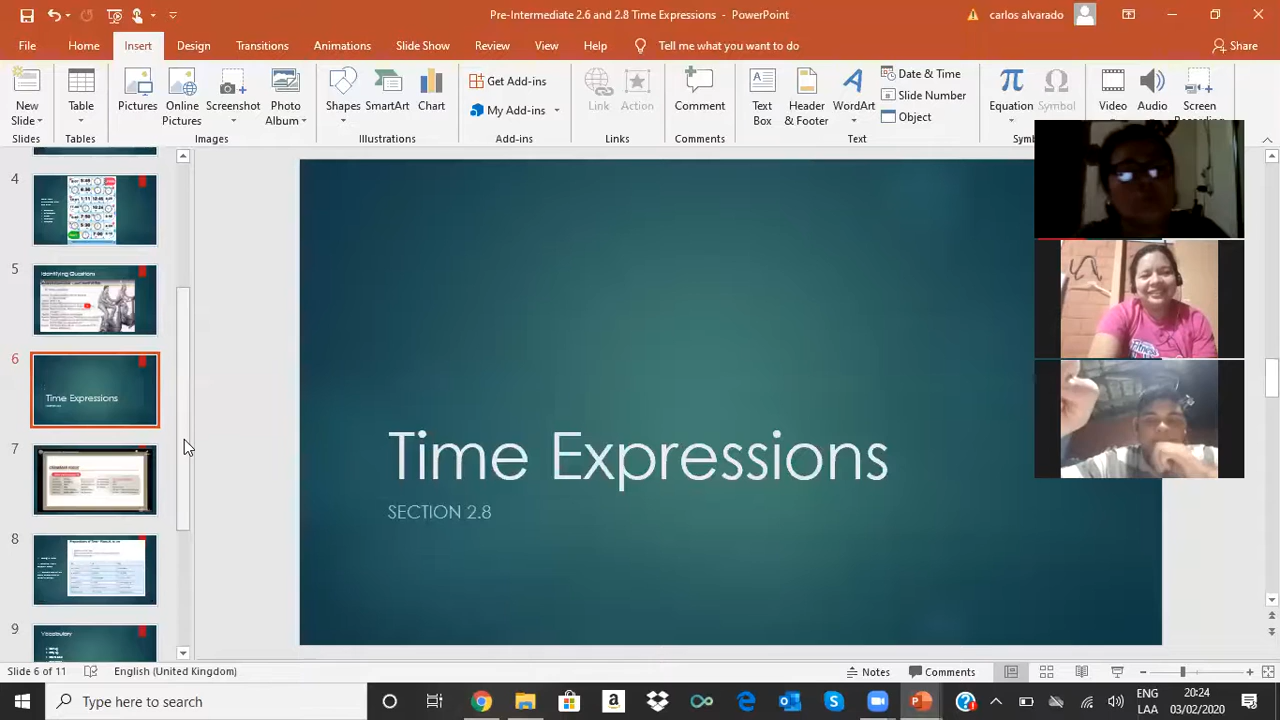 Pre-Intermediate 2.6 and 2.8 Time Expressions - PowerPoint
carlos alvarado
File Home Insert Design Transitions Animations Slide Show Review View Help Tell me what you want to do Share
New Slide
Table
Pictures
Online Pictures
Screenshot
Photo Album
Shapes
SmartArt
Chart
Get Add-ins
My Add-ins
Link
Action
Comment
Text Box
Header & Footer
WordArt
Date & Time
Slide Number
Object
Equation
Symbol
Video
Audio
Screen Recording
Slides
Tables
Images
Illustrations
Add-ins
Links
Comments
Text
4
5
Identifying Questions
6
Time Expressions
7
8
9
Vocabulary
Time Expressions
SECTION 2.8
Slide 6 of 11
English (United Kingdom)
Notes
Comments
Type here to search
ENG
LAA
20:24
03/02/2020